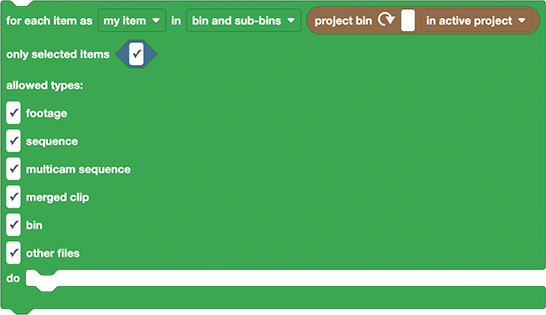 for each item as my item in bin and sub-bins project bin in active project
only selected items
allowed types:
footage
sequence
multicam sequence
merged clip
bin
other files
do